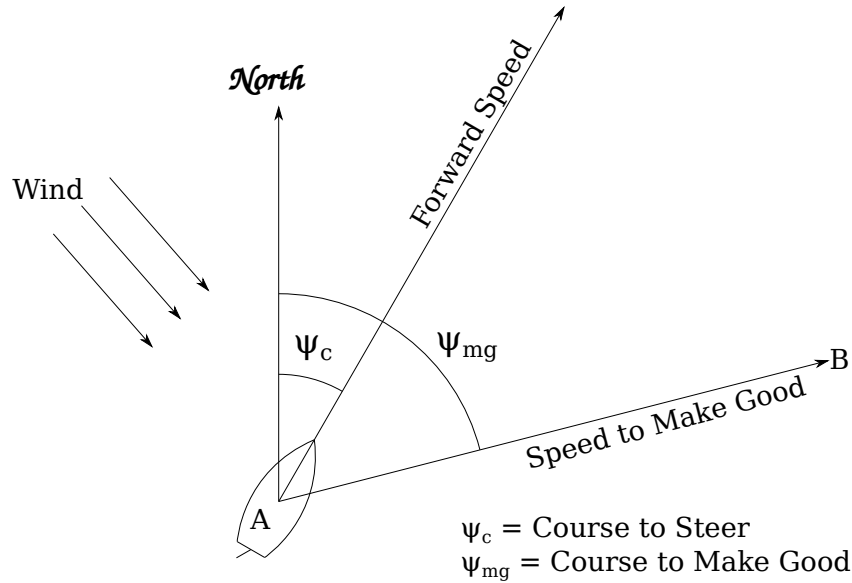 North
Forward Speed
Wind
ψc
ψmg
B
Speed to Make Good
A
ψc = Course to Steer
ψmg = Course to Make Good